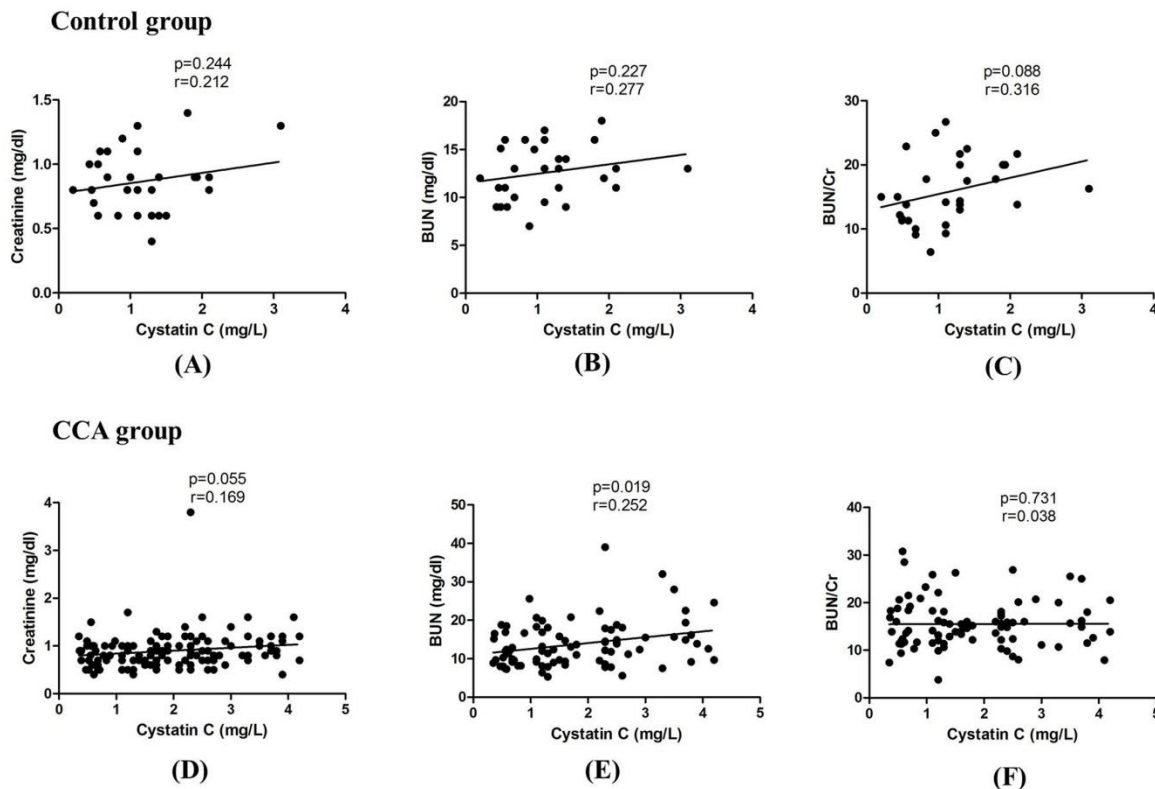 Control group
p=0.244
r=0.212
Creatinine (mg/dl)
1.5
1.0
0.5
0.0
0 1 2 3 4
Cystatin C (mg/L)
(A)
p=0.227
r=0.277
BUN (mg/dl)
20
15
10
5
0
0 1 2 3 4
Cystatin C (mg/L)
(B)
p=0.088
r=0.316
BUN/Cr
30
20
10
0
0 1 2 3 4
Cystatin C (mg/L)
(C)
CCA group
p=0.055
r=0.169
Creatinine (mg/dl)
4
3
2
1
0
0 1 2 3 4 5
Cystatin C (mg/L)
(D)
p=0.019
r=0.252
BUN (mg/dl)
50
40
30
20
10
0
0 1 2 3 4 5
Cystatin C (mg/L)
(E)
p=0.731
r=0.038
BUN/Cr
40
30
20
10
0
0 1 2 3 4 5
Cystatin C (mg/L)
(F)